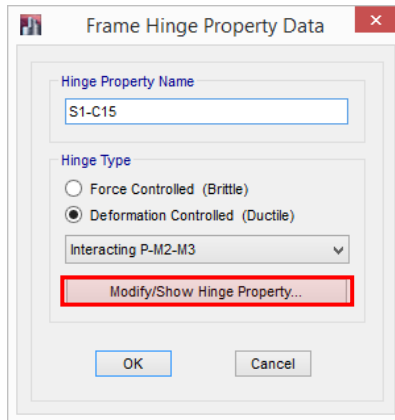 Frame Hinge Property Data
Hinge Property Name
S1-C15
Hinge Type
Force Controlled (Brittle)
Deformation Controlled (Ductile)
Interacting P-M2-M3
Modify/Show Hinge Property...
OK Cancel